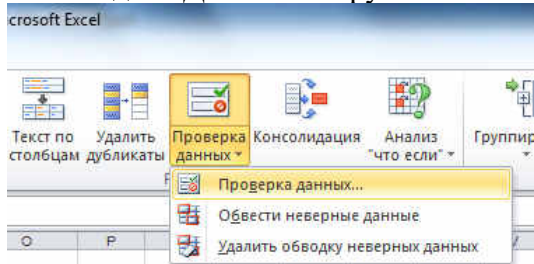 crosoft Excel
Текст по столбцам
Удалить дубликаты
Проверка данных
Консолидация
Анализ "что если"
Группир
Проверка данных...
Обвести неверные данные
Удалить обводку неверных данных
O P